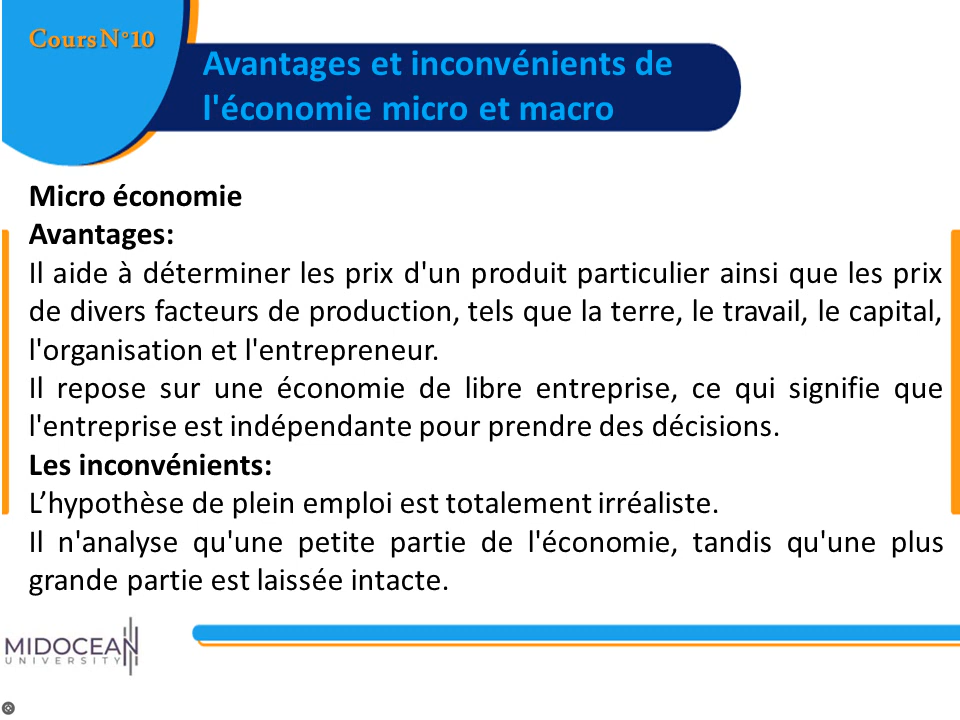 Cours N°10
Avantages et inconvénients de
l'économie micro et macro
Micro économie
Avantages:
Il aide à déterminer les prix d'un produit particulier ainsi que les prix
de divers facteurs de production, tels que la terre, le travail, le capital,
l'organisation et l'entrepreneur.
Il repose sur une économie de libre entreprise, ce qui signifie que
l'entreprise est indépendante pour prendre des décisions.
Les inconvénients:
L’hypothèse de plein emploi est totalement irréaliste.
Il n'analyse qu'une petite partie de l'économie, tandis qu'une plus
grande partie est laissée intacte.
MIDOCEAN
UNIVERSITY